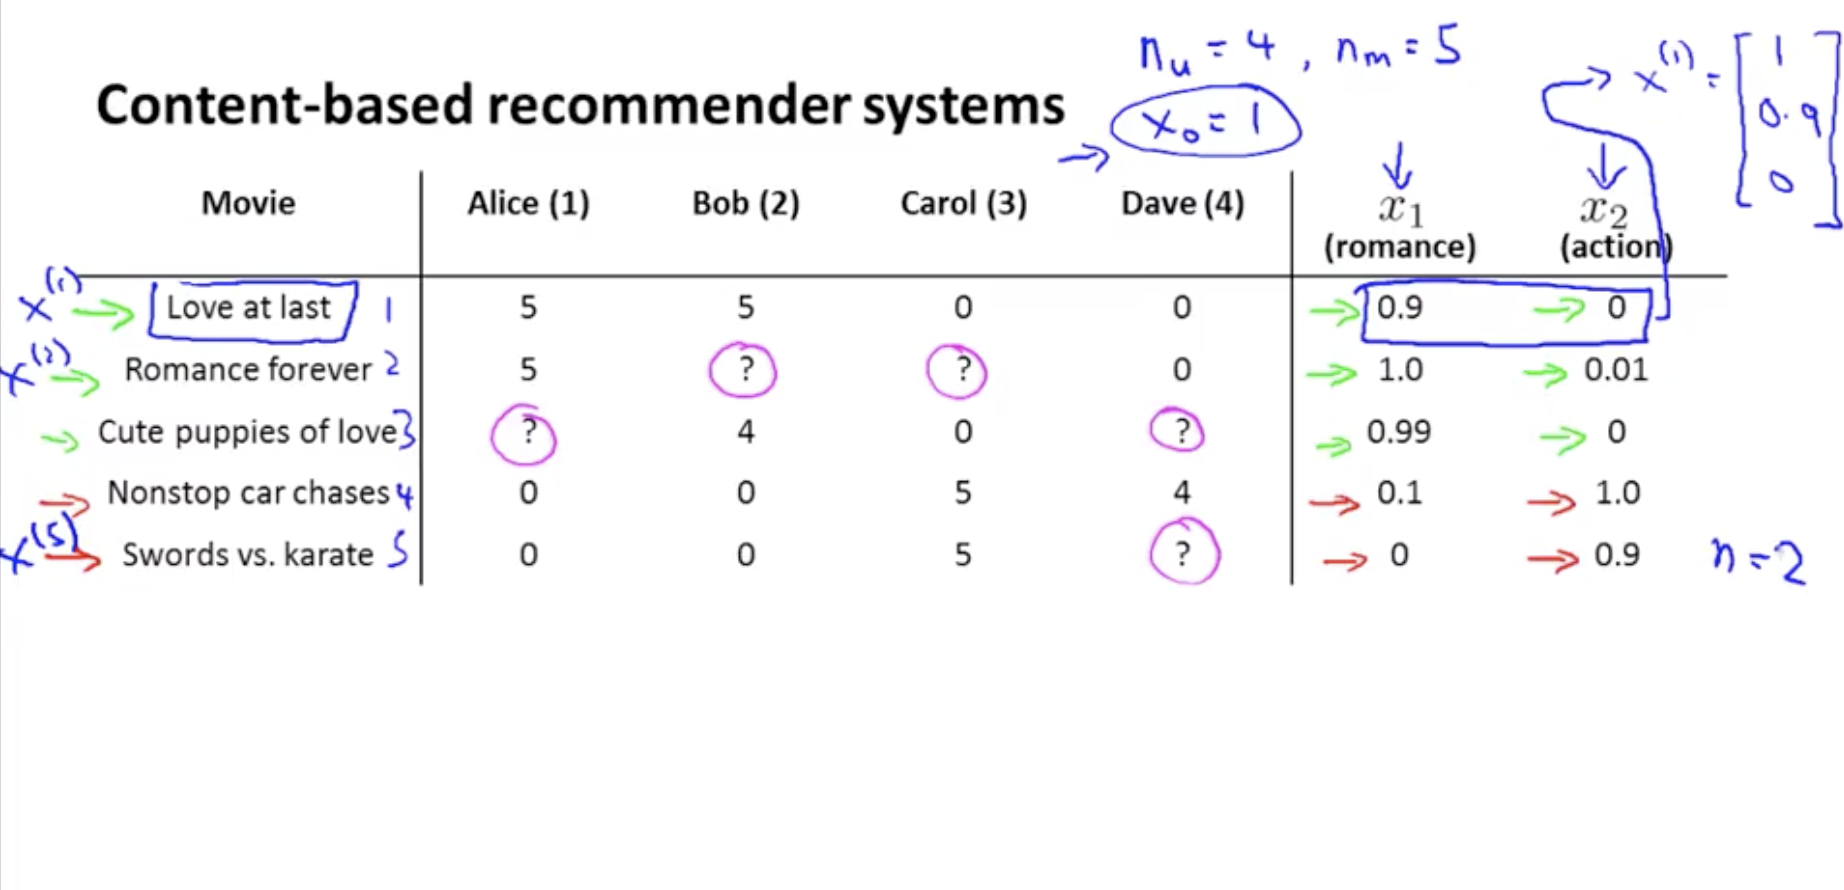 n_u = 4, n_m = 5
x^(1) = [1 0.9 0]
Content-based recommender systems
→ x_0 = 1
Movie Alice (1) Bob (2) Carol (3) Dave (4) x_1 x_2
(romance) (action)
x^(1) → Love at last 1 5 5 0 0 → 0.9 → 0
x^(2) → Romance forever 2 5 ? ? 0 → 1.0 → 0.01
→ Cute puppies of love 3 ? 4 0 ? → 0.99 → 0
→ Nonstop car chases 4 0 0 5 4 → 0.1 → 1.0
x^(5) → Swords vs. karate 5 0 0 5 ? → 0 → 0.9 n = 2